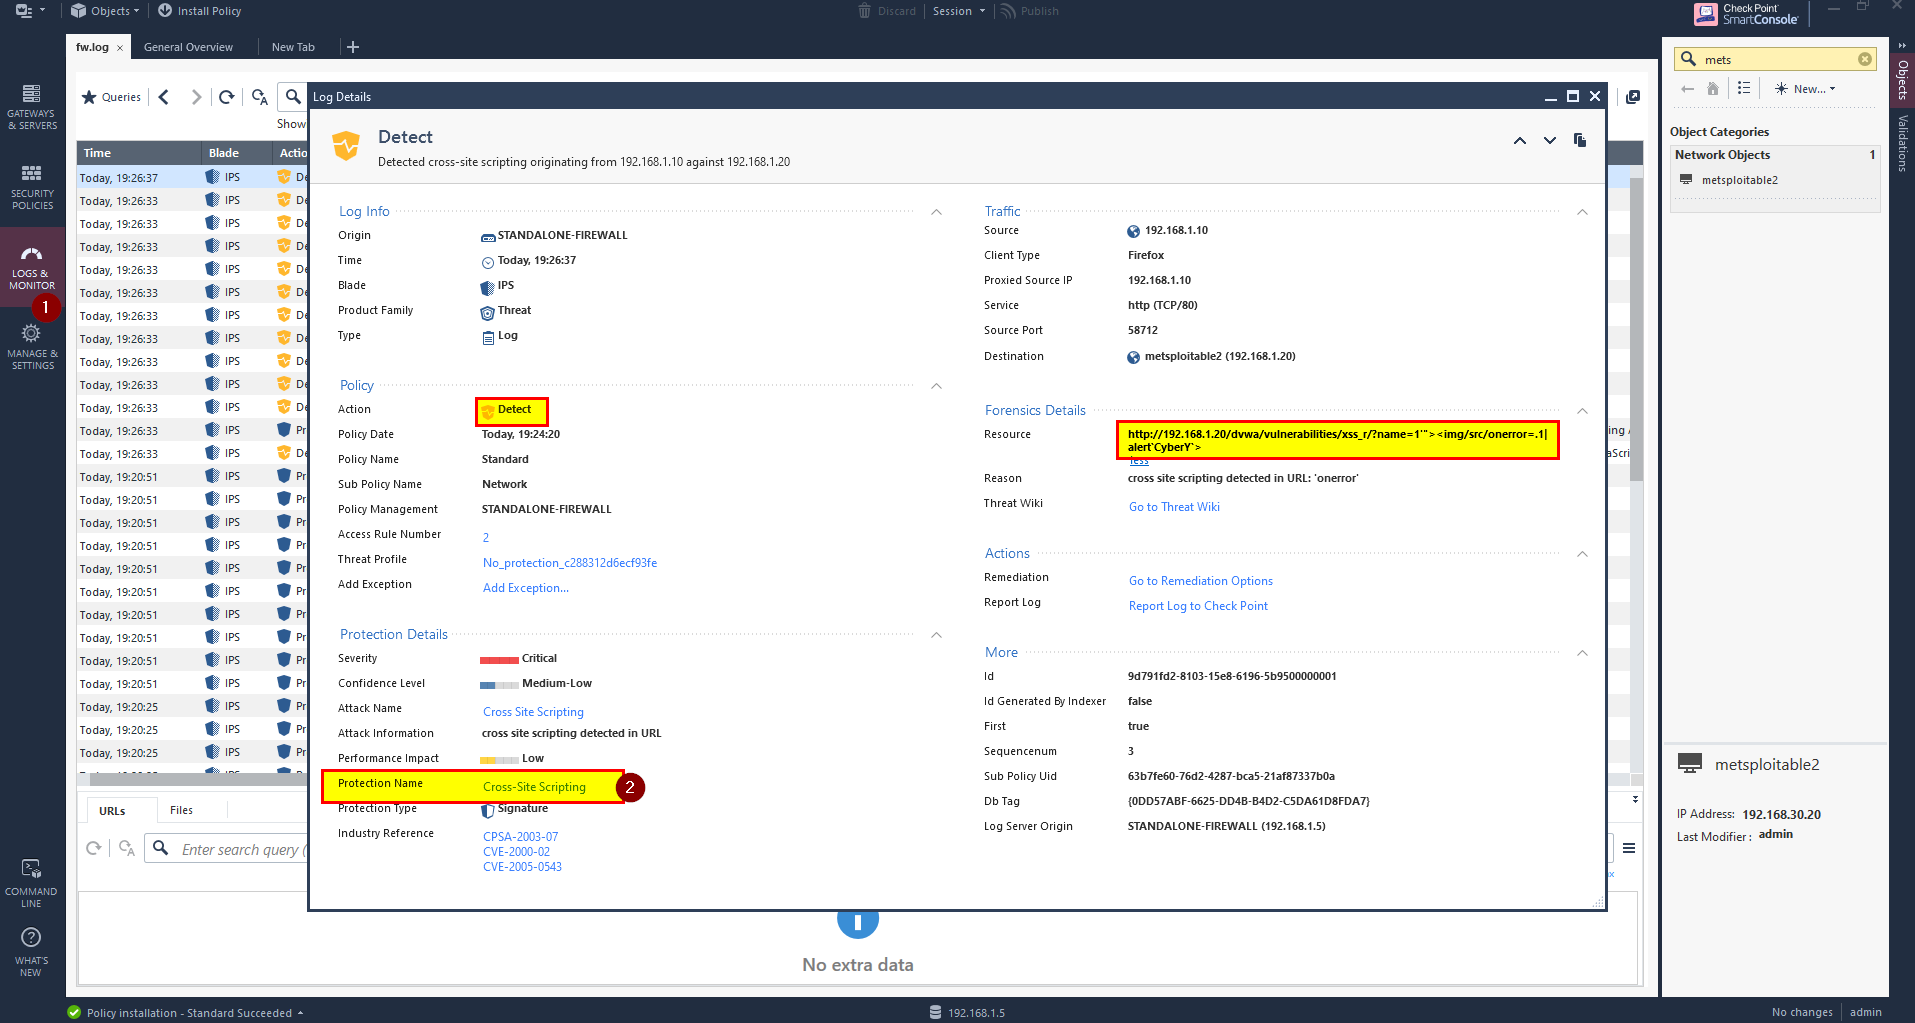 Objects
Install Policy
Discard
Session
Publish
Check Point
SmartConsole
fw.log
General Overview
New Tab
GATEWAYS
& SERVERS
SECURITY
POLICIES
LOGS &
MONITOR
1
MANAGE &
SETTINGS
COMMAND
LINE
WHAT'S
NEW
Queries
Show
Time Blade Actio
Today, 19:26:37 IPS De
Today, 19:26:33 IPS De
Today, 19:26:33 IPS De
Today, 19:26:33 IPS De
Today, 19:26:33 IPS De
Today, 19:26:33 IPS De
Today, 19:26:33 IPS De
Today, 19:26:33 IPS De
Today, 19:26:33 IPS De
Today, 19:26:33 IPS De
Today, 19:26:33 IPS De
Today, 19:26:33 IPS Pr
Today, 19:26:33 IPS De
Today, 19:20:51 IPS Pr
Today, 19:20:51 IPS Pr
Today, 19:20:51 IPS Pr
Today, 19:20:51 IPS Pr
Today, 19:20:51 IPS Pr
Today, 19:20:51 IPS Pr
Today, 19:20:51 IPS Pr
Today, 19:20:51 IPS Pr
Today, 19:20:51 IPS Pr
Today, 19:20:51 IPS Pr
Today, 19:20:25 IPS Pr
Today, 19:20:25 IPS Pr
Today, 19:20:25 IPS Pr
Log Details
Detect
Detected cross-site scripting originating from 192.168.1.10 against 192.168.1.20
Log Info
Origin STANDALONE-FIREWALL
Time Today, 19:26:37
Blade IPS
Product Family Threat
Type Log
Policy
Action Detect
Policy Date Today, 19:24:20
Policy Name Standard
Sub Policy Name Network
Policy Management STANDALONE-FIREWALL
Access Rule Number 2
Threat Profile No_protection_c288312d6ecf93fe
Add Exception Add Exception...
Protection Details
Severity Critical
Confidence Level Medium-Low
Attack Name Cross Site Scripting
Attack Information cross site scripting detected in URL
Performance Impact Low
Protection Name Cross-Site Scripting 2
Protection Type Signature
Industry Reference CPSA-2003-07
CVE-2000-02
CVE-2005-0543
Traffic
Source 192.168.1.10
Client Type Firefox
Proxied Source IP 192.168.1.10
Service http (TCP/80)
Source Port 58712
Destination metsploitable2 (192.168.1.20)
Forensics Details
Resource http://192.168.1.20/dvwa/vulnerabilities/xss_r/?name=1'"><img/src/onerror=.1|
alert`CyberY`>
less
Reason cross site scripting detected in URL: 'onerror'
Threat Wiki Go to Threat Wiki
Actions
Remediation Go to Remediation Options
Report Log Report Log to Check Point
More
Id 9d791fd2-8103-15e8-6196-5b9500000001
Id Generated By Indexer false
First true
Sequencenum 3
Sub Policy Uid 63b7fe60-76d2-4287-bca5-21af87337b0a
Db Tag {0DD57ABF-6625-DD4B-B4D2-C5DA61D8FDA7}
Log Server Origin STANDALONE-FIREWALL (192.168.1.5)
URLs
Files
Enter search query (
No extra data
mets
New...
Object Categories
Network Objects 1
metsploitable2
Objects
Validations
metsploitable2
IP Address: 192.168.30.20
Last Modifier : admin
Policy installation - Standard Succeeded
192.168.1.5
No changes
admin